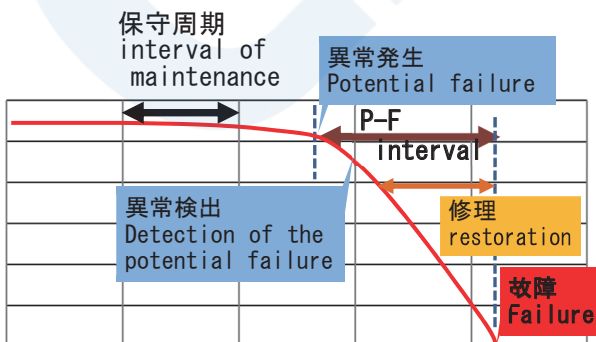 保守周期
interval of
maintenance
異常発生
Potential failure
P-F
interval
異常検出
Detection of the
potential failure
修理
restoration
故障
Failure